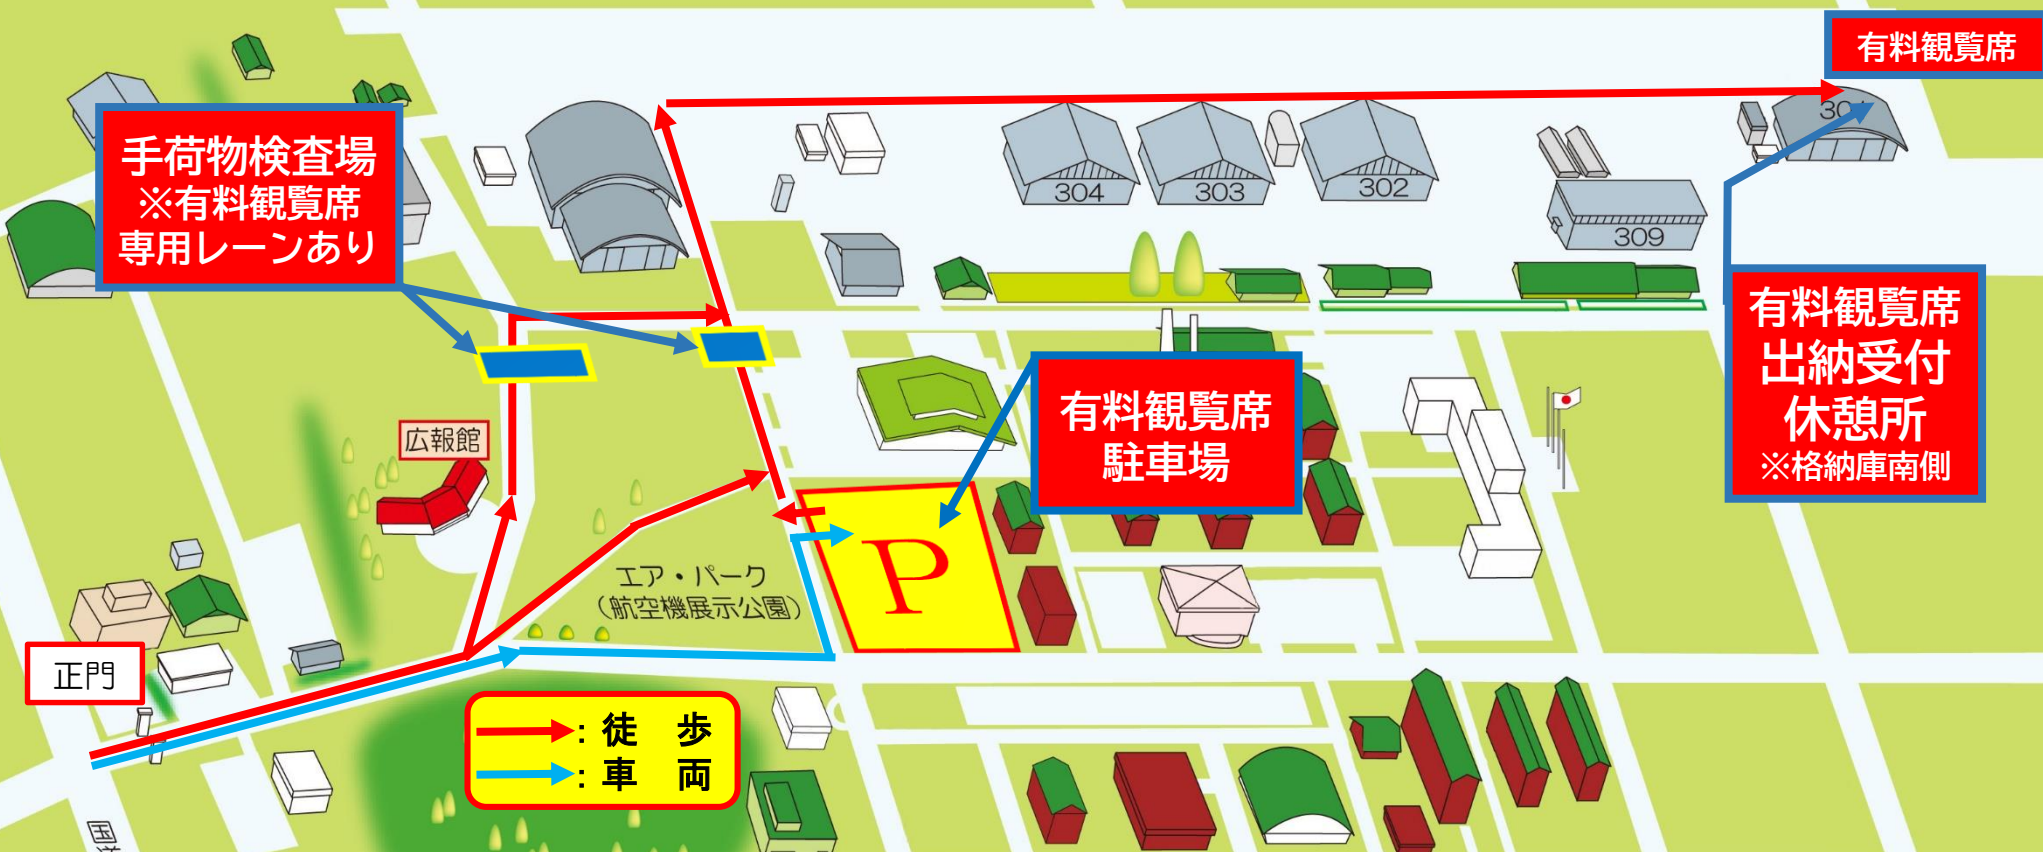 有料観覧席
手荷物検査場
※有料観覧席
専用レーンあり
304
303
302
309
有料観覧席
出納受付
休憩所
※格納庫南側
有料観覧席
駐車場
広報館
エア・パーク
（航空機展示公園）
P
正門
：徒　歩
：車　両
国道